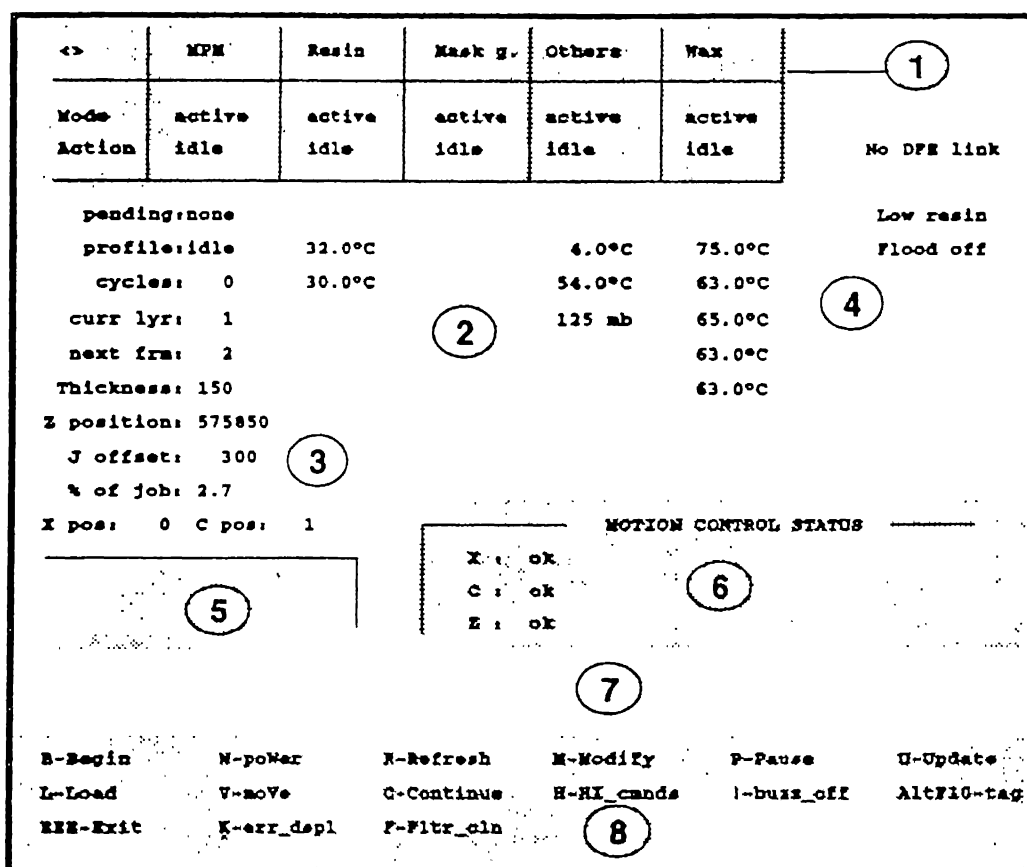 <> MPM Resin Mask g. Others Wax 1
Mode active active active active active
Action idle idle idle idle idle No DFE link
pending:none Low resin
profile:idle 32.0°C 4.0°C 75.0°C Flood off
cycles: 0 30.0°C 54.0°C 63.0°C 4
curr lyr: 1 2 125 mb 65.0°C
next frm: 2 63.0°C
Thickness: 150 63.0°C
Z position: 575850
J offset: 300 3
% of job: 2.7
X pos: 0 C pos: 1 MOTION CONTROL STATUS
X : ok
5 C : ok 6
Z : ok
7
B-Begin W-poWer R-Refresh M-Modify P-Pause U-Update
L-Load V-moVe C-Continue H-HI_cmnds !-buzz_off AltF10-tag
EEE-Exit K-err_dspl F-Fltr_cln 8